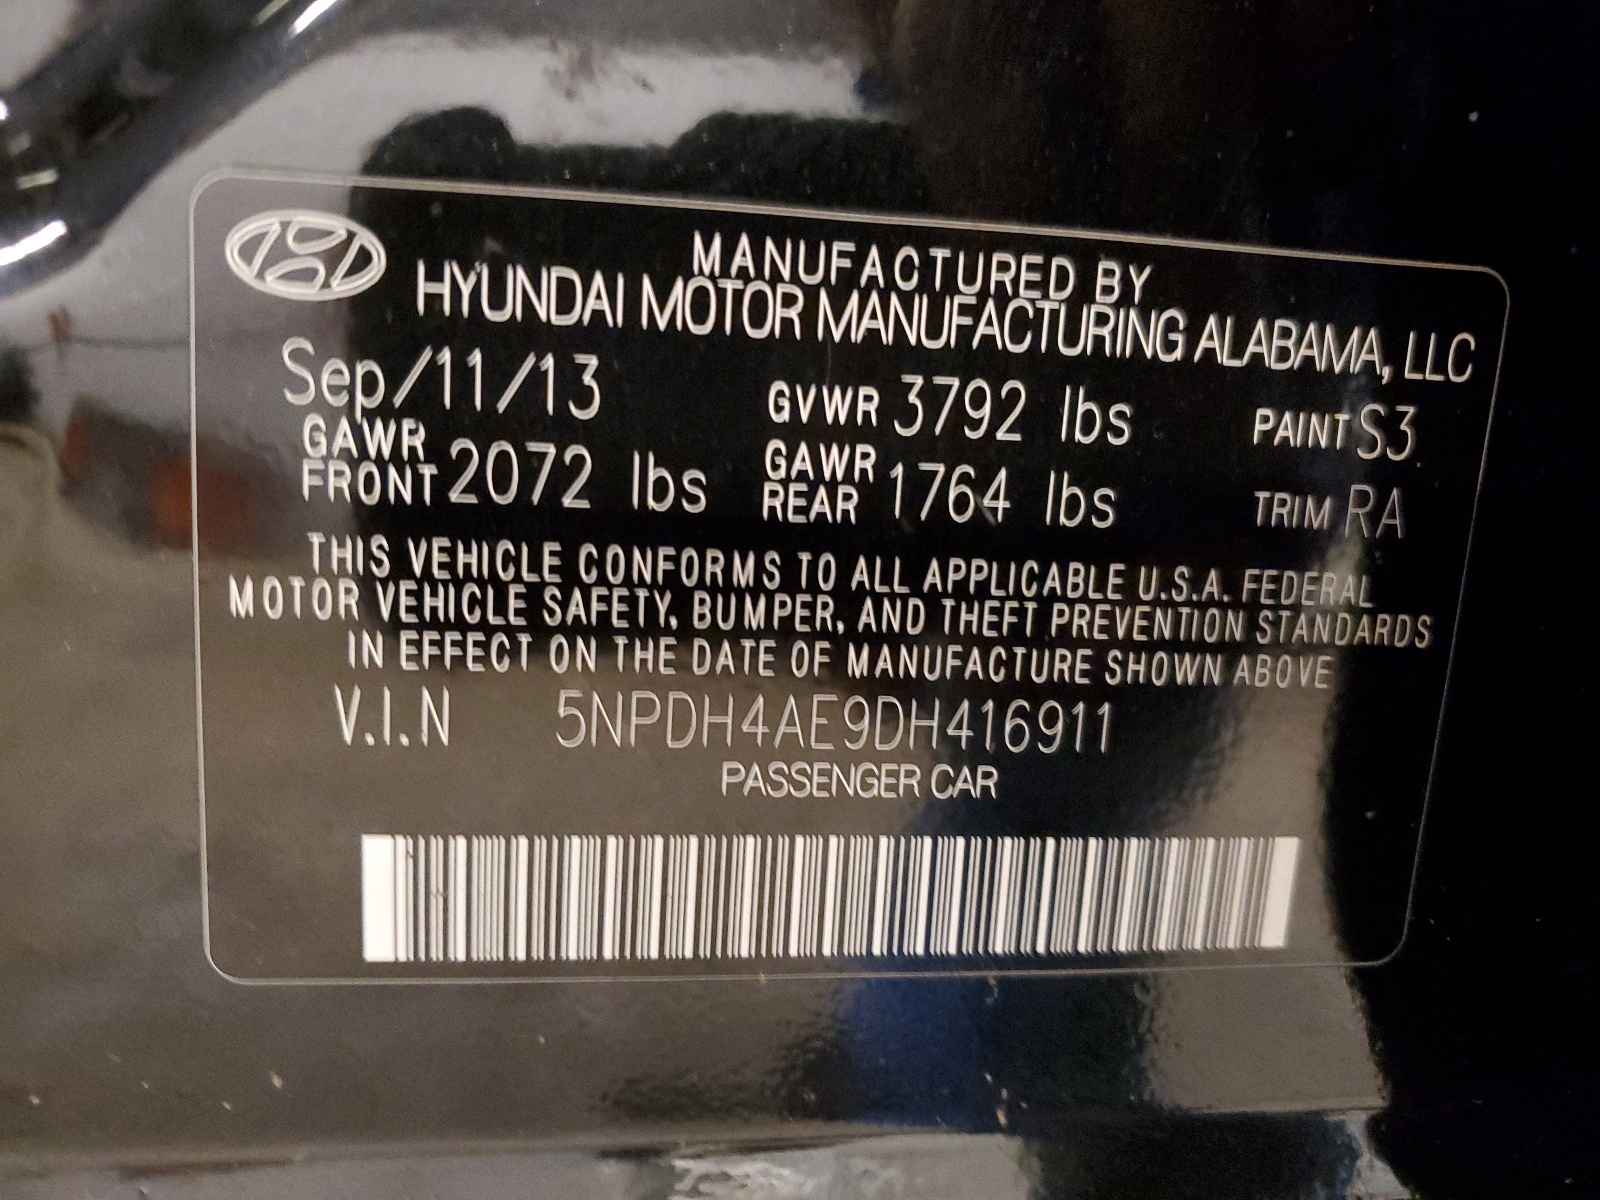 MANUFACTURED BY
HYUNDAI MOTOR MANUFACTURING ALABAMA, LLC
Sep/11/13 GVWR 3792 lbs PAINT S3
GAWR FRONT 2072 lbs GAWR REAR 1764 lbs TRIM RA
THIS VEHICLE CONFORMS TO ALL APPLICABLE U.S.A. FEDERAL
MOTOR VEHICLE SAFETY, BUMPER, AND THEFT PREVENTION STANDARDS
IN EFFECT ON THE DATE OF MANUFACTURE SHOWN ABOVE
V.I.N 5NPDH4AE9DH416911
PASSENGER CAR